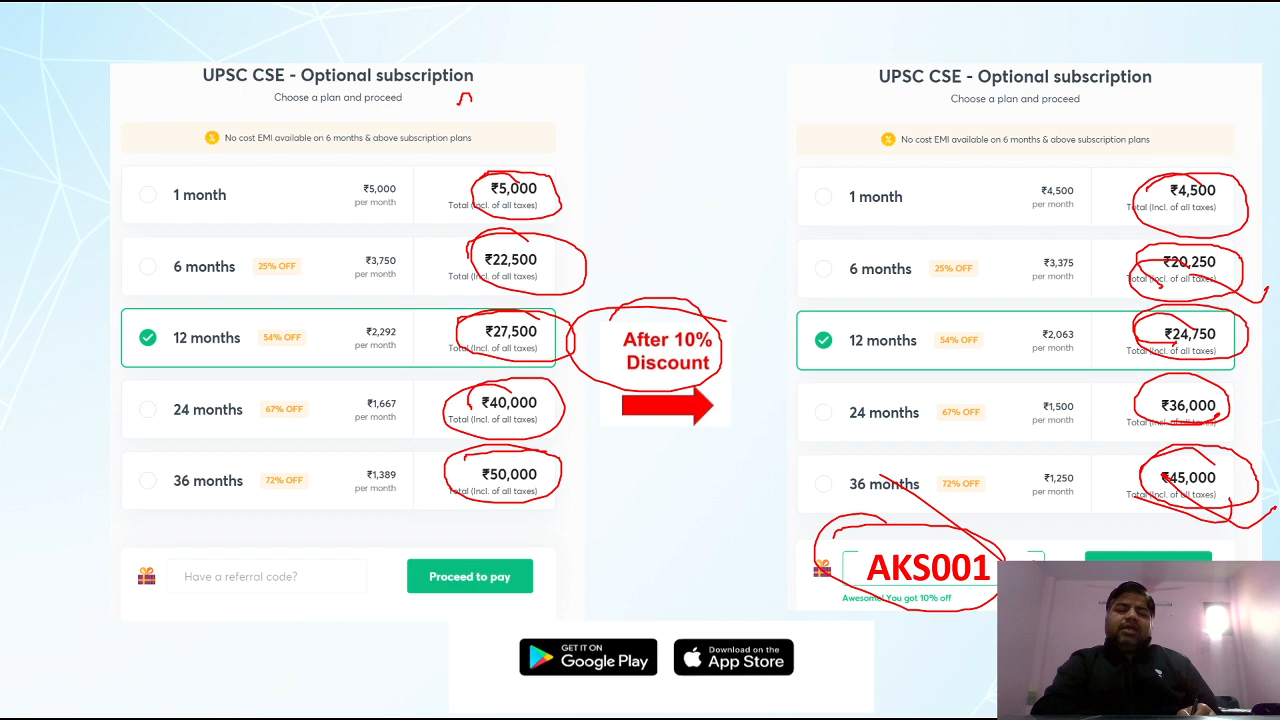 UPSC CSE - Optional subscription
Choose a plan and proceed
No cost EMI available on 6 months & above subscription plans
1 month ₹5,000 per month ₹5,000 Total (Incl. of all taxes)
6 months 25% OFF ₹3,750 per month ₹22,500 Total (Incl. of all taxes)
12 months 54% OFF ₹2,292 per month ₹27,500 Total (Incl. of all taxes)
24 months 67% OFF ₹1,667 per month ₹40,000 Total (Incl. of all taxes)
36 months 72% OFF ₹1,389 per month ₹50,000 Total (Incl. of all taxes)
Have a referral code? Proceed to pay
After 10%
Discount
UPSC CSE - Optional subscription
Choose a plan and proceed
No cost EMI available on 6 months & above subscription plans
1 month ₹4,500 per month ₹4,500 Total (Incl. of all taxes)
6 months 25% OFF ₹3,375 per month ₹20,250 Total (Incl. of all taxes)
12 months 54% OFF ₹2,063 per month ₹24,750 Total (Incl. of all taxes)
24 months 67% OFF ₹1,500 per month ₹36,000 Total (Incl. of all taxes)
36 months 72% OFF ₹1,250 per month ₹45,000 Total (Incl. of all taxes)
AKS001
Awesome! You got 10% off
GET IT ON
Google Play
Download on the
App Store